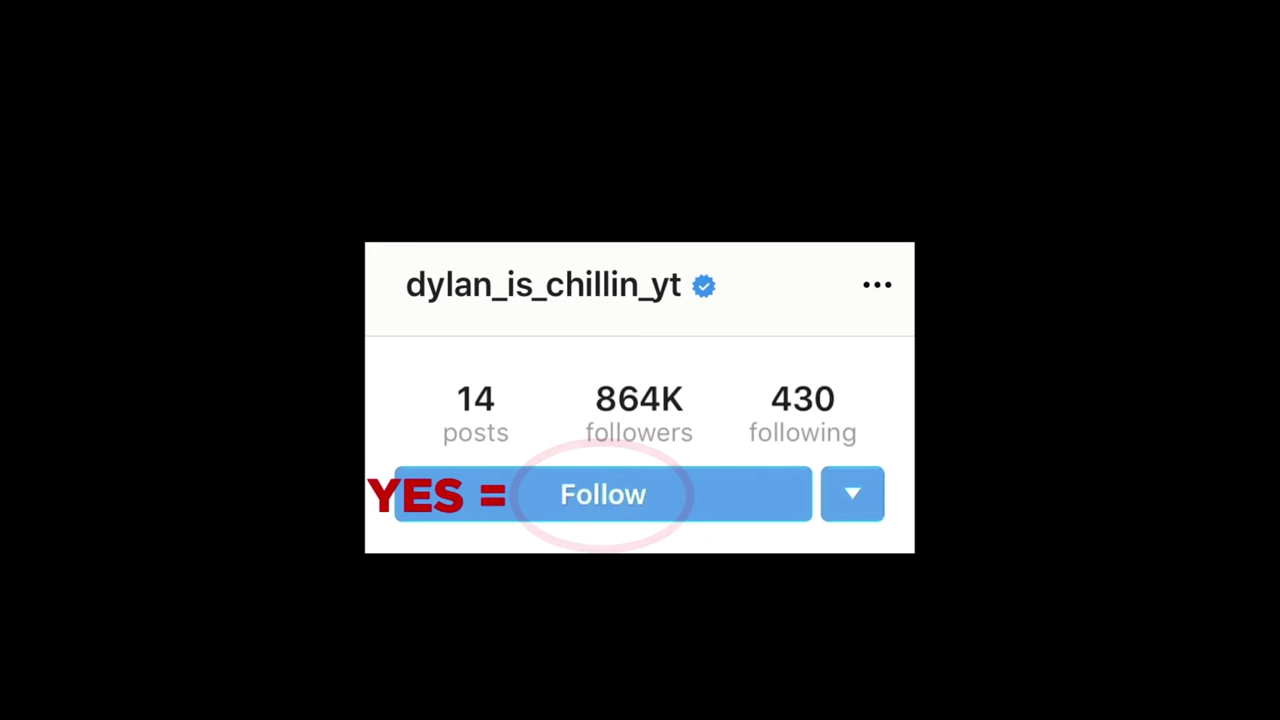 dylan_is_chillin_yt
14 864K 430
posts followers following
YES = Follow